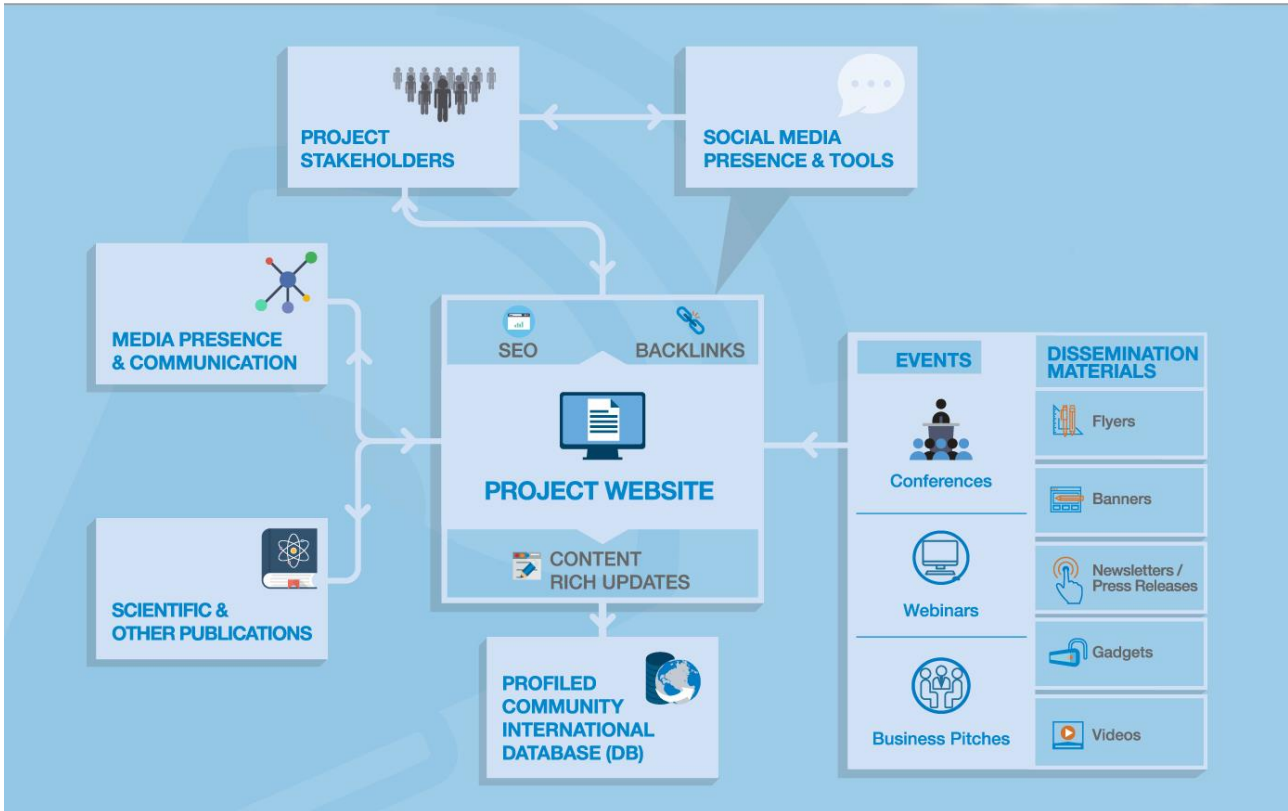 PROJECT
STAKEHOLDERS
SOCIAL MEDIA
PRESENCE & TOOLS
MEDIA PRESENCE
& COMMUNICATION
SCIENTIFIC &
OTHER PUBLICATIONS
SEO
BACKLINKS
PROJECT WEBSITE
CONTENT
RICH UPDATES
PROFILED
COMMUNITY
INTERNATIONAL
DATABASE (DB)
EVENTS
Conferences
Webinars
Business Pitches
DISSEMINATION
MATERIALS
Flyers
Banners
Newsletters /
Press Releases
Gadgets
Videos